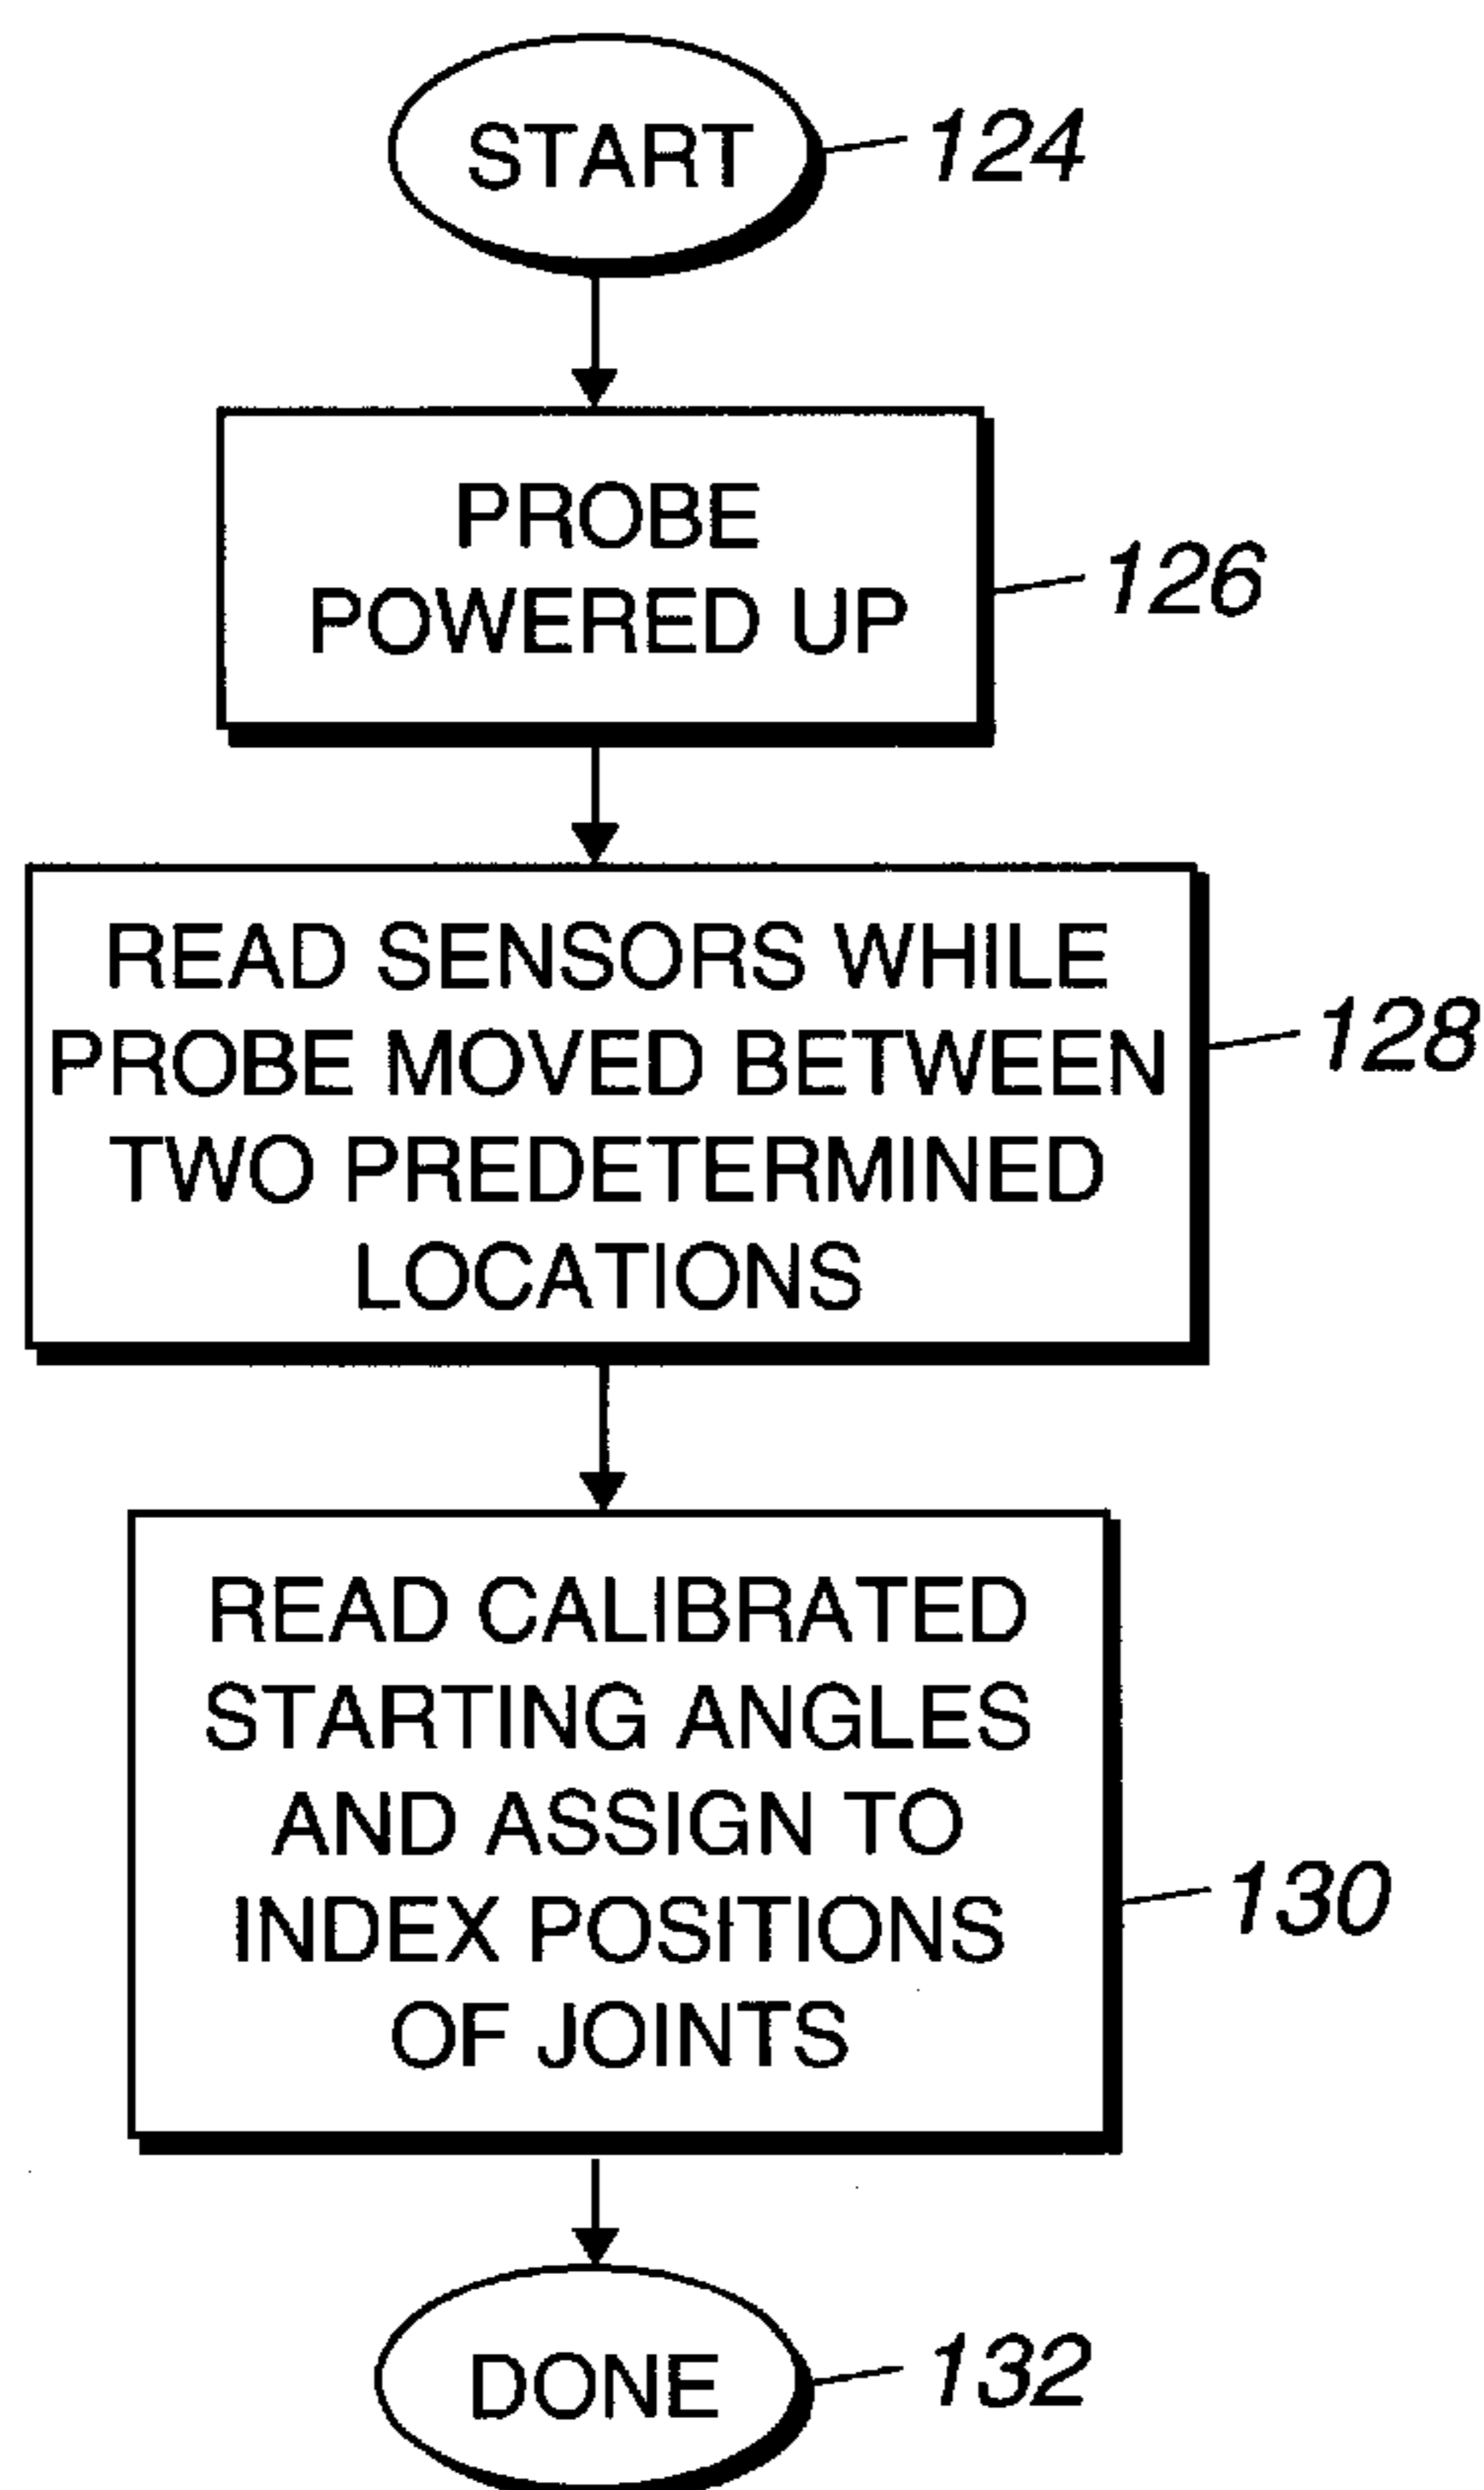 START
124
PROBE
POWERED UP
126
READ SENSORS WHILE
PROBE MOVED BETWEEN
TWO PREDETERMINED
LOCATIONS
128
READ CALIBRATED
STARTING ANGLES
AND ASSIGN TO
INDEX POSITIONS
OF JOINTS
130
DONE
132